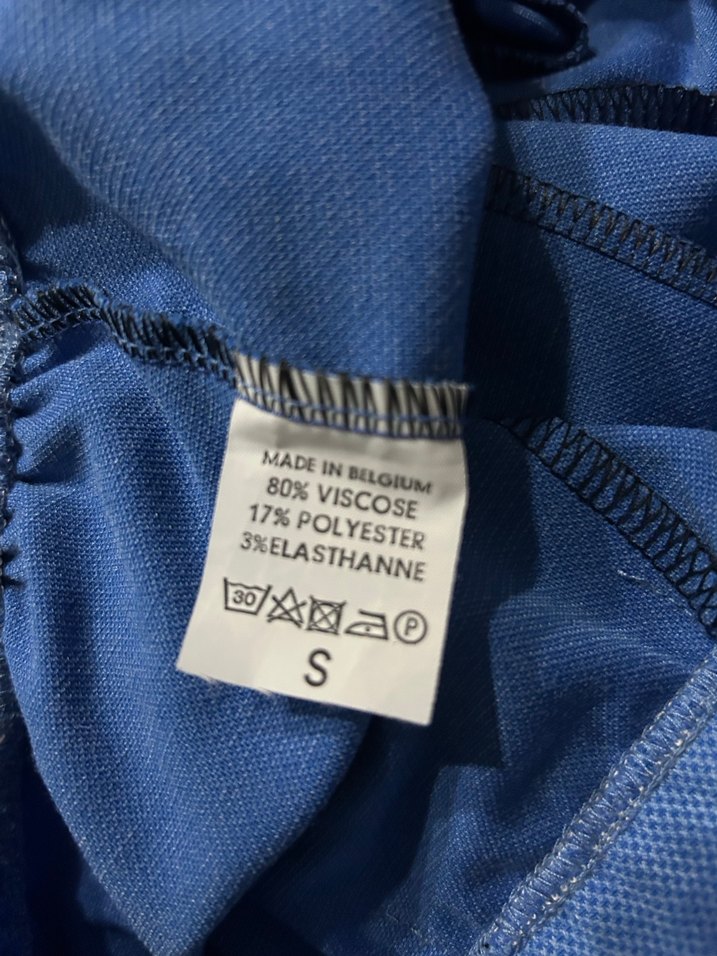 MADE IN BELGIUM
80% VISCOSE
17% POLYESTER
3%ELASTHANNE
30 P
S